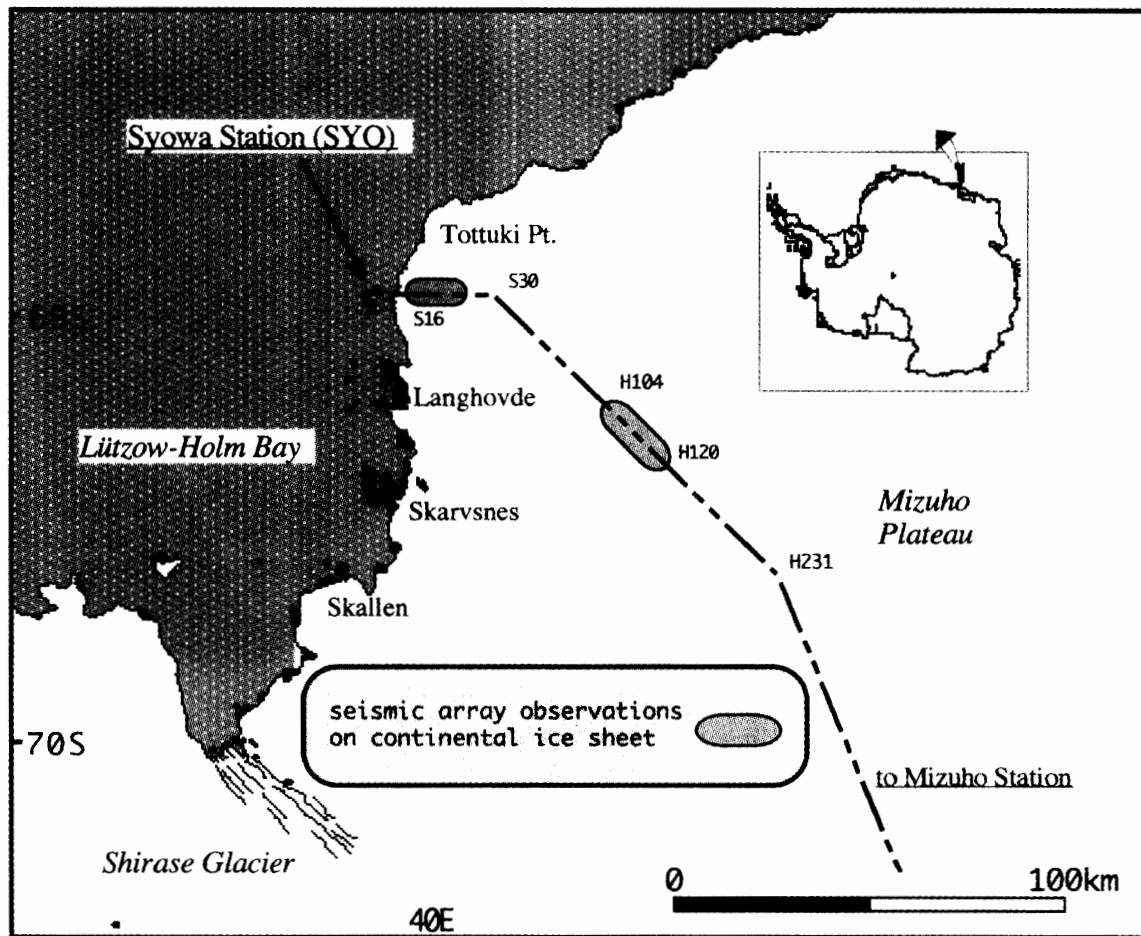 Syowa Station (SYO)
Tottuki Pt.
S30
S16
H104
Langhovde
Lützow-Holm Bay
H120
Skarvsnes
Mizuho
Plateau
H231
Skallen
seismic array observations
on continental ice sheet
70S
to Mizuho Station
Shirase Glacier
0
100km
40E